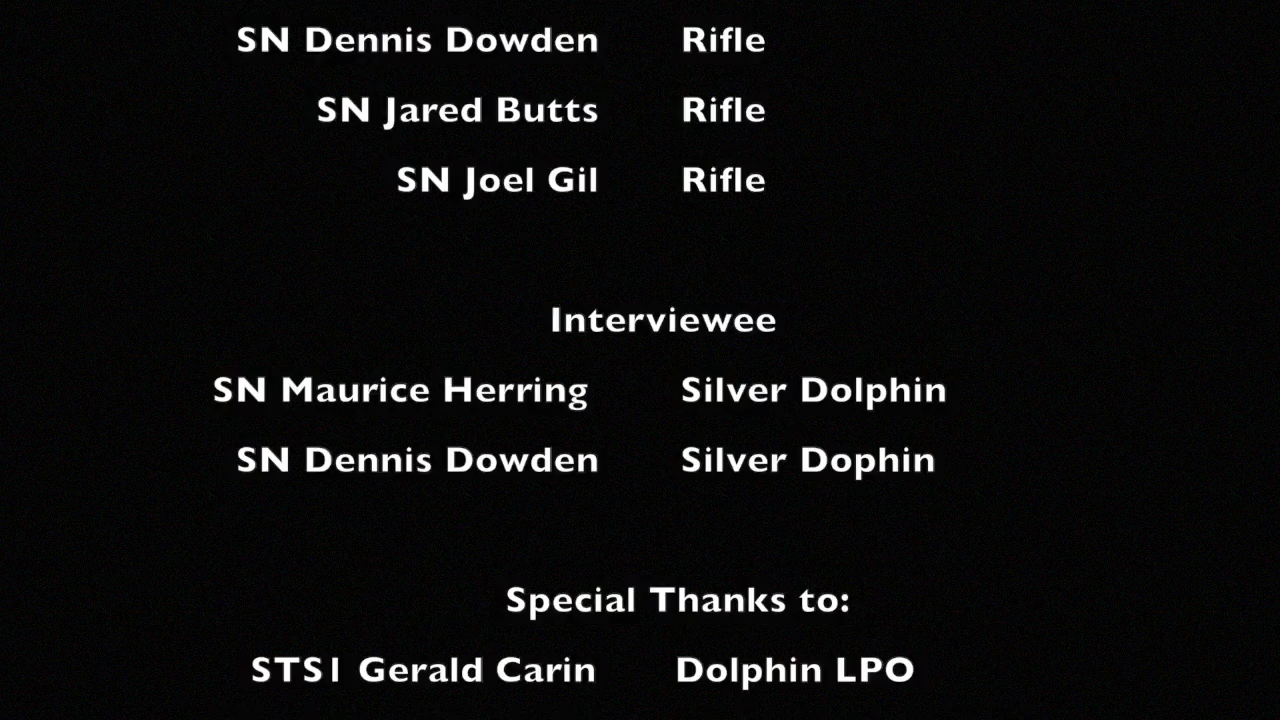 SN Dennis Dowden Rifle
SN Jared Butts Rifle
SN Joel Gil Rifle
Interviewee
SN Maurice Herring Silver Dolphin
SN Dennis Dowden Silver Dophin
Special Thanks to:
STS1 Gerald Carin Dolphin LPO